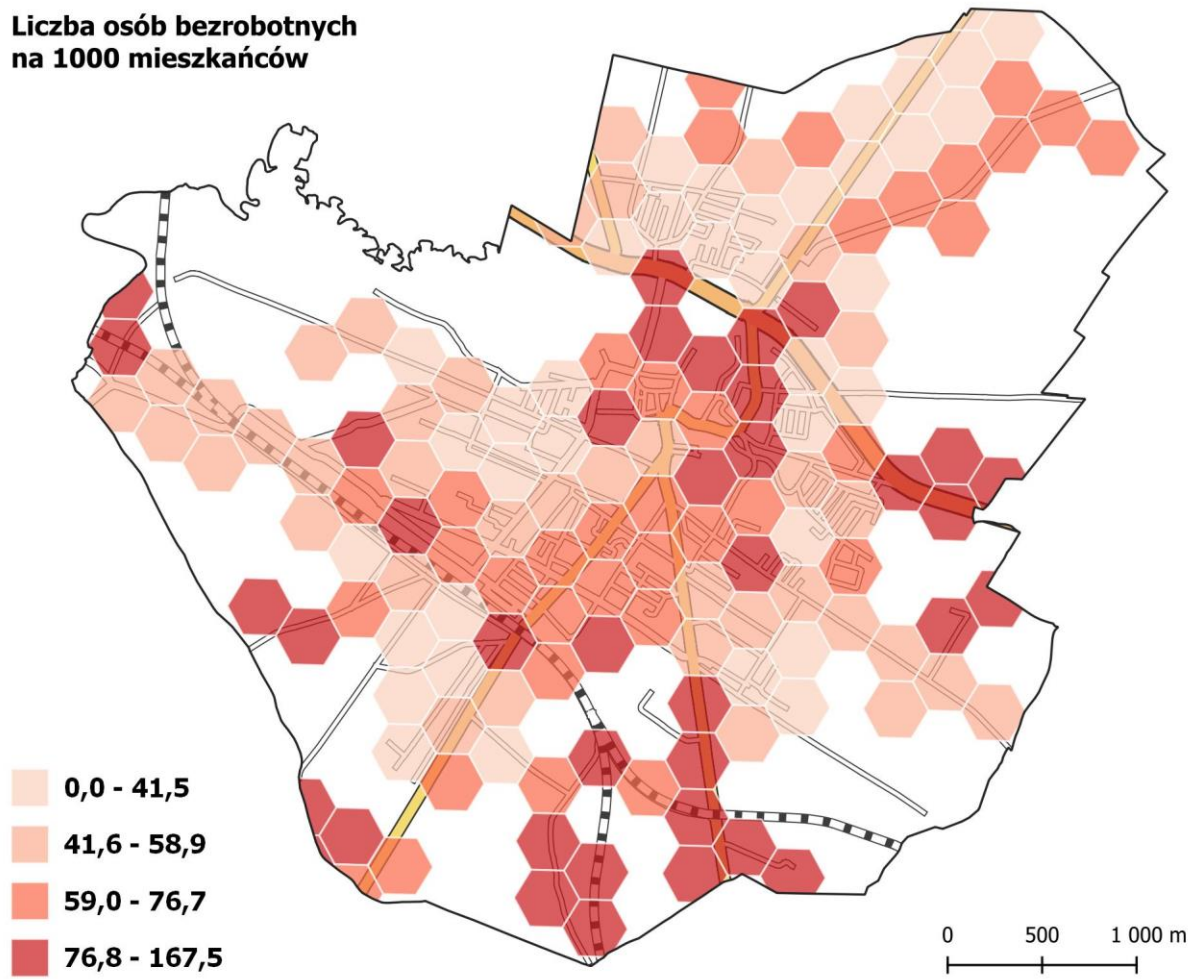 Liczba osób bezrobotnych
na 1000 mieszkańców
0,0 - 41,5
41,6 - 58,9
59,0 - 76,7
76,8 - 167,5
0 500 1 000 m